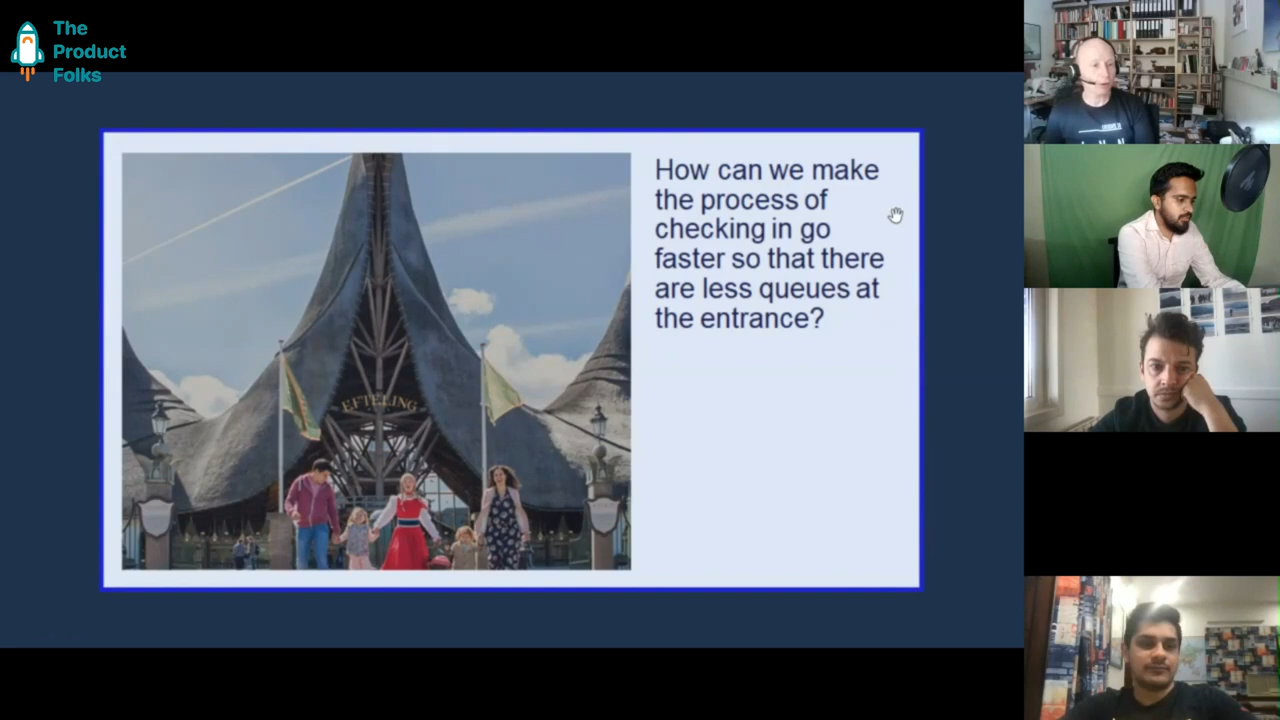 The
Product
Folks
How can we make
the process of
checking in go
faster so that there
are less queues at
the entrance?
EFTELING